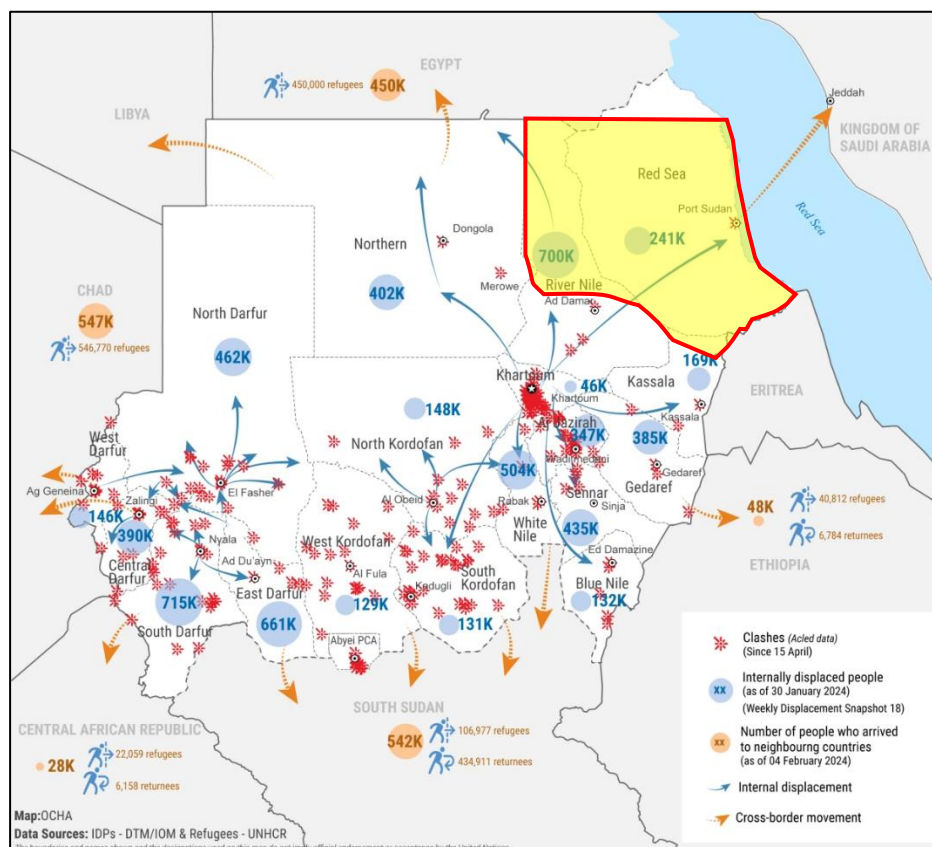 EGYPT
450,000 refugees
450K
LIBYA
Jeddah
KINGDOM OF
SAUDI ARABIA
Red Sea
Red Sea
Port Sudan
241K
700K
River Nile
Ad Damar
Northern
Dongola
Merowe
402K
CHAD
547K
546,770 refugees
North Darfur
462K
169K
Khartoum
Khartoum
46K
Kassala
Kassala
ERITREA
148K
North Kordofan
Al Jazirah
347K
Wad Medani
385K
Gedaref
Gedaref
West
Darfur
504K
Ag Geneina
Zalingi
El Fasher
Al Obeid
Rabak
Sennar
Sinja
146K
390K
White
Nile
435K
48K
40,812 refugees
6,784 returnees
ETHIOPIA
Nyala
Central
Darfur
Ad Du'ayn
West Kordofan
Al Fula
South
Kordofan
Kadugli
Ed Damazine
Blue Nile
132K
East Darfur
715K
South Darfur
661K
129K
131K
Abyei PCA
Clashes (Acled data)
(Since 15 April)
XX
Internally displaced people
(as of 30 January 2024)
(Weekly Displacement Snapshot 18)
xx
Number of people who arrived
to neighbourng countries
(as of 04 February 2024)
Internal displacement
Cross-border movement
SOUTH SUDAN
542K
106,977 refugees
434,911 returnees
CENTRAL AFRICAN REPUBLIC
28K
22,059 refugees
6,158 returnees
Map:OCHA
Data Sources: IDPs - DTM/IOM & Refugees - UNHCR